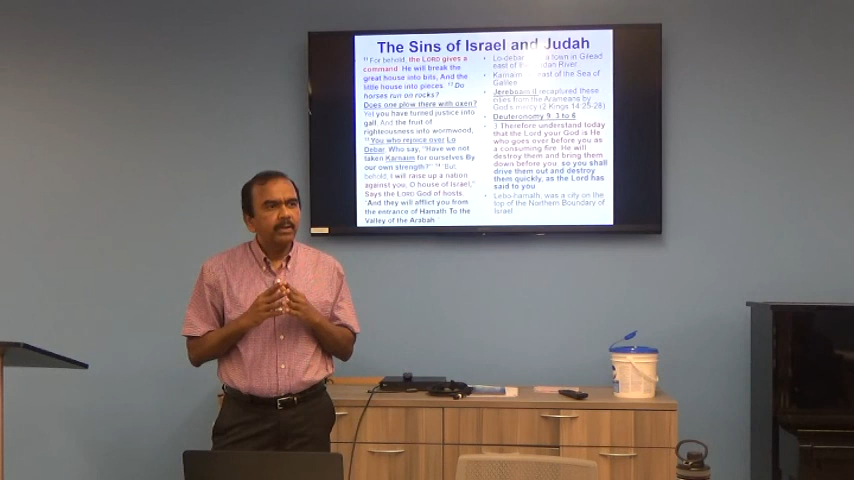 The Sins of Israel and Judah
11 For behold, the LORD gives a
command: He will break the
great house into bits, And the
little house into pieces. 12 Do
horses run on rocks?
Does one plow there with oxen?
Yet you have turned justice into
gall, And the fruit of
righteousness into wormwood,
13 You who rejoice over Lo
Debar, Who say, "Have we not
taken Karnaim for ourselves By
our own strength?" 14 "But,
behold, I will raise up a nation
against you, O house of Israel,"
Says the LORD God of hosts;
"And they will afflict you from
the entrance of Hamath To the
Valley of the Arabah
• Lo-debar a town in Gilead
east of the Jordan River
• Karnaim east of the Sea of
Galilee
• Jereboam II recaptured these
cities from the Arameans by
God's mercy (2 Kings 14:25-28)
• Deuteronomy 9: 3 to 6
• 3 Therefore understand today
that the Lord your God is He
who goes over before you as
a consuming fire. He will
destroy them and bring them
down before you; so you shall
drive them out and destroy
them quickly, as the Lord has
said to you
• Lebo-hamath, was a city on the
top of the Northern Boundary of
Israel